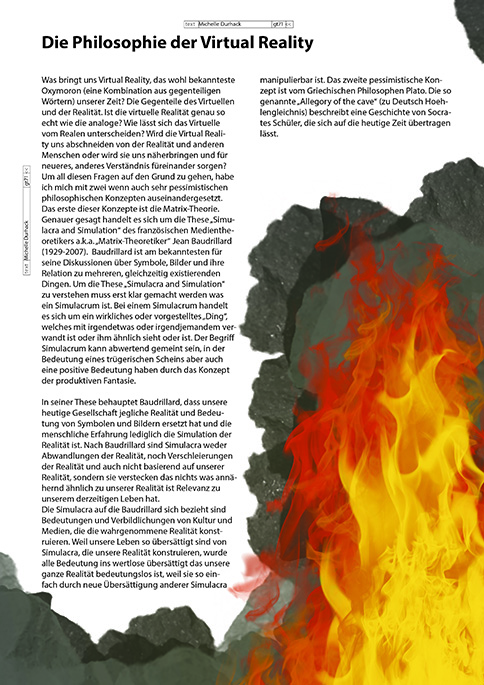 text Michelle Durhack gt71 <<
Die Philosophie der Virtual Reality
Was bringt uns Virtual Reality, das wohl bekannteste
Oxymoron (eine Kombination aus gegenteiligen
Wörtern) unserer Zeit? Die Gegenteile des Virtuellen
und der Realität. Ist die virtuelle Realität genau so
echt wie die analoge? Wie lässt sich das Virtuelle
vom Realen unterscheiden? Wird die Virtual Reali-
ty uns abschneiden von der Realität und anderen
Menschen oder wird sie uns näherbringen und für
neueres, anderes Verständnis füreinander sorgen?
Um all diesen Fragen auf den Grund zu gehen, habe
ich mich mit zwei wenn auch sehr pessimistischen
philosophischen Konzepten auseinandergesetzt.
Das erste dieser Konzepte ist die Matrix-Theorie.
Genauer gesagt handelt es sich um die These „Simu-
lacra and Simulation“ des französischen Medienthe-
oretikers a.k.a. „Matrix-Theoretiker“ Jean Baudrillard
(1929-2007). Baudrillard ist am bekanntesten für
seine Diskussionen über Symbole, Bilder und ihre
Relation zu mehreren, gleichzeitig existierenden
Dingen. Um die These „Simulacra and Simulation“
zu verstehen muss erst klar gemacht werden was
ein Simulacrum ist. Bei einem Simulacrum handelt
es sich um ein wirkliches oder vorgestelltes „Ding“,
welches mit irgendetwas oder irgendjemandem ver-
wandt ist oder ihm ähnlich sieht oder ist. Der Begriff
Simulacrum kann abwertend gemeint sein, in der
Bedeutung eines trügerischen Scheins aber auch
eine positive Bedeutung haben durch das Konzept
der produktiven Fantasie.
In seiner These behauptet Baudrillard, dass unsere
heutige Gesellschaft jegliche Realität und Bedeu-
tung von Symbolen und Bildern ersetzt hat und die
menschliche Erfahrung lediglich die Simulation der
Realität ist. Nach Baudrillard sind Simulacra weder
Abwandlungen der Realität, noch Verschleierungen
der Realität und auch nicht basierend auf unserer
Realität, sondern sie verstecken das nichts was annä-
hernd ähnlich zu unserer Realität ist Relevanz zu
unserem derzeitigen Leben hat.
Die Simulacra auf die Baudrillard sich bezieht sind
Bedeutungen und Verbildlichungen von Kultur und
Medien, die die wahrgenommene Realität konst-
ruieren. Weil unsere Leben so übersättigt sind von
Simulacra, die unsere Realität konstruieren, wurde
alle Bedeutung ins wertlose übersättigt das unsere
ganze Realität bedeutungslos ist, weil sie so ein-
fach durch neue Übersättigung anderer Simulacra
manipulierbar ist. Das zweite pessimistische Kon-
zept ist vom Griechischen Philosophen Plato. Die so
genannte „Allegory of the cave“ (zu Deutsch Hoeh-
lengleichnis) beschreibt eine Geschichte von Socra-
tes Schüler, die sich auf die heutige Zeit übertragen
lässt.
text Michelle Durhack gt71 <<